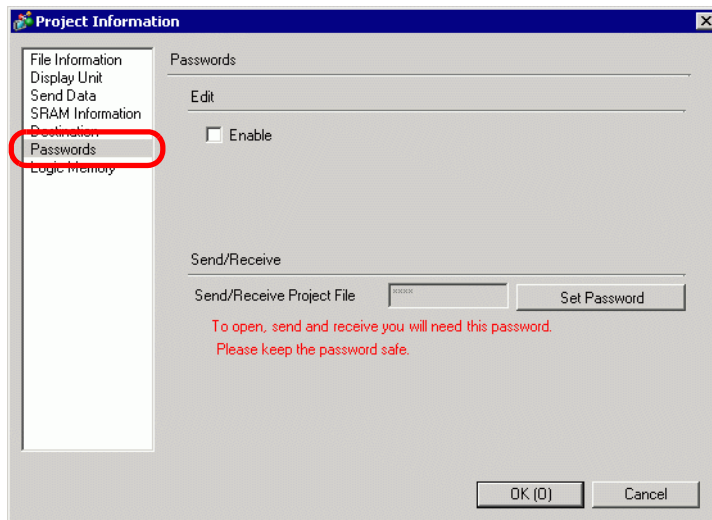 Project Information
File Information
Display Unit
Send Data
SRAM Information
Destination
Passwords
Logic Memory
Passwords
Edit
Enable
Send/Receive
Send/Receive Project File
xxxx
Set Password
To open, send and receive you will need this password.
Please keep the password safe.
OK (O)
Cancel